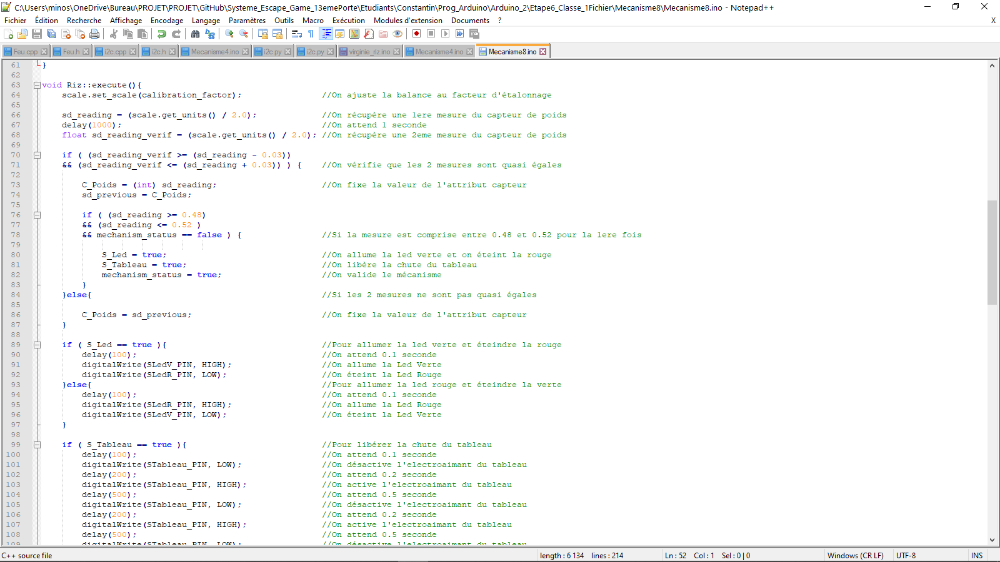 C:\Users\minos\OneDrive\Bureau\PROJET\PROJET\GitHub\Systeme_Escape_Game_13emePorte\Etudiants\Constantin\Prog_Arduino\Arduino_2\Etape6_Classe_1Fichier\Mecanisme8\Mecanisme8.ino - Notepad++
Fichier Édition Recherche Affichage Encodage Langage Paramètres Outils Macro Exécution Modules d'extension Documents ? X
Feu.cpp Feu.h i2c.cpp i2c.h Mecanisme4.ino i2c.py i2c.py virginie_riz.ino Mecanisme4.ino Mecanisme8.ino
61 }
62
63 void Riz::execute(){
64 scale.set_scale(calibration_factor); //On ajuste la balance au facteur d'étalonnage
65
66 sd_reading = (scale.get_units() / 2.0); //On récupère une 1ere mesure du capteur de poids
67 delay(1000); //On attend 1 seconde
68 float sd_reading_verif = (scale.get_units() / 2.0); //On récupère une 2eme mesure du capteur de poids
69
70 if ( (sd_reading_verif >= (sd_reading - 0.03))
71 && (sd_reading_verif <= (sd_reading + 0.03)) ) { //On vérifie que les 2 mesures sont quasi égales
72
73 C_Poids = (int) sd_reading; //On fixe la valeur de l'attribut capteur
74 sd_previous = C_Poids;
75
76 if ( (sd_reading >= 0.48)
77 && (sd_reading <= 0.52 )
78 && mechanism_status == false ) { //Si la mesure est comprise entre 0.48 et 0.52 pour la 1ere fois
79
80 S_Led = true; //On allume la led verte et on éteint la rouge
81 S_Tableau = true; //On libère la chute du tableau
82 mechanism_status = true; //On valide le mécanisme
83 }
84 }else{ //Si les 2 mesures ne sont pas quasi égales
85
86 C_Poids = sd_previous; //On fixe la valeur de l'attribut capteur
87 }
88
89 if ( S_Led == true ){ //Pour allumer la led verte et éteindre la rouge
90 delay(100); //On attend 0.1 seconde
91 digitalWrite(SLedV_PIN, HIGH); //On allume la Led Verte
92 digitalWrite(SLedR_PIN, LOW); //On éteint la Led Rouge
93 }else{ //Pour allumer la led rouge et éteindre la verte
94 delay(100); //On attend 0.1 seconde
95 digitalWrite(SLedR_PIN, HIGH); //On allume la Led Rouge
96 digitalWrite(SLedV_PIN, LOW); //On éteint la Led Verte
97 }
98
99 if ( S_Tableau == true ){ //Pour libérer la chute du tableau
100 delay(100); //On attend 0.1 seconde
101 digitalWrite(STableau_PIN, LOW); //On désactive l'electroaimant du tableau
102 delay(200); //On attend 0.2 seconde
103 digitalWrite(STableau_PIN, HIGH); //On active l'electroaimant du tableau
104 delay(500); //On attend 0.5 seconde
105 digitalWrite(STableau_PIN, LOW); //On désactive l'electroaimant du tableau
106 delay(200); //On attend 0.2 seconde
107 digitalWrite(STableau_PIN, HIGH); //On active l'electroaimant du tableau
108 delay(500); //On attend 0.5 seconde
109 digitalWrite(STableau_PIN, LOW); //On désactive l'electroaimant du tableau
C++ source file length : 6 134 lines : 214 Ln : 52 Col : 1 Sel : 0 | 0 Windows (CR LF) UTF-8 INS